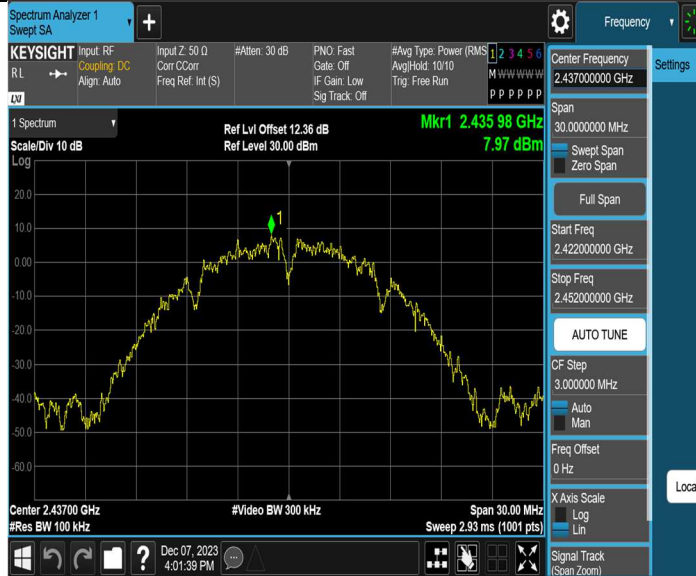 Spectrum Analyzer 1
Swept SA
+
Frequency
KEYSIGHT
RL
LXI
Input: RF
Coupling: DC
Align: Auto
Input Z: 50 Ω
Corr CCorr
Freq Ref: Int (S)
#Atten: 30 dB
PNO: Fast
Gate: Off
IF Gain: Low
Sig Track: Off
#Avg Type: Power (RMS
Avg|Hold: 10/10
Trig: Free Run
1 2 3 4 5 6
M W W W W W
P P P P P P
1 Spectrum
Scale/Div 10 dB
Log
Ref Lvl Offset 12.36 dB
Ref Level 30.00 dBm
Mkr1 2.435 98 GHz
7.97 dBm
1
20.0
10.0
0.00
-10.0
-20.0
-30.0
-40.0
-50.0
-60.0
Center 2.43700 GHz
#Res BW 100 kHz
#Video BW 300 kHz
Span 30.00 MHz
Sweep 2.93 ms (1001 pts)
?
Dec 07, 2023
4:01:39 PM
Center Frequency
2.437000000 GHz
Span
30.0000000 MHz
Swept Span
Zero Span
Full Span
Start Freq
2.422000000 GHz
Stop Freq
2.452000000 GHz
AUTO TUNE
CF Step
3.000000 MHz
Auto
Man
Freq Offset
0 Hz
X Axis Scale
Log
Lin
Signal Track
(Span Zoom)
Settings
Loca